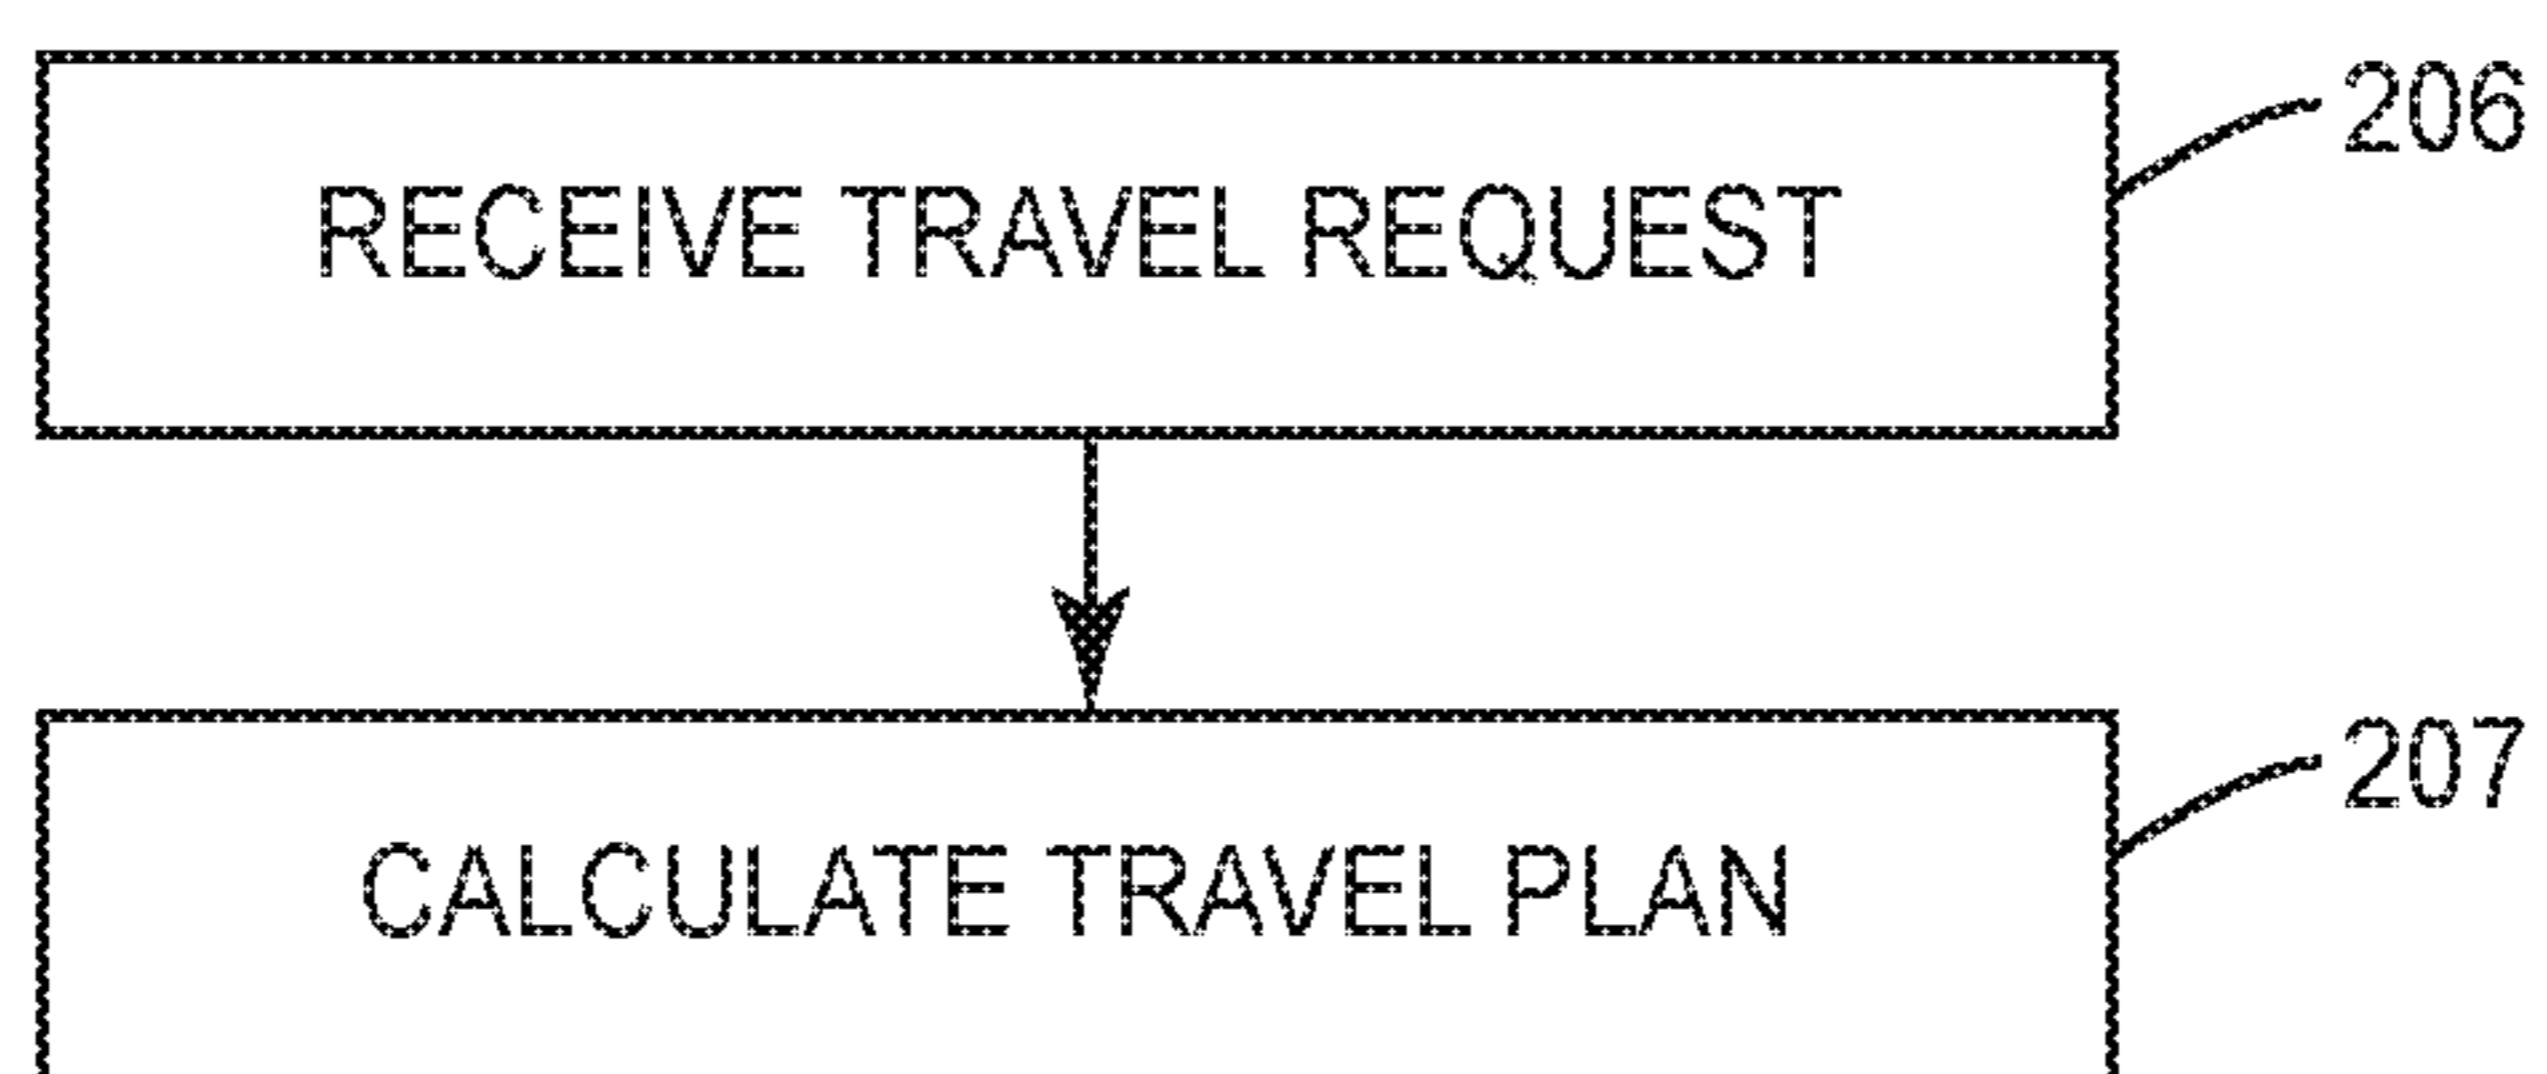 206
RECEIVE TRAVEL REQUEST
207
CALCULATE TRAVEL PLAN